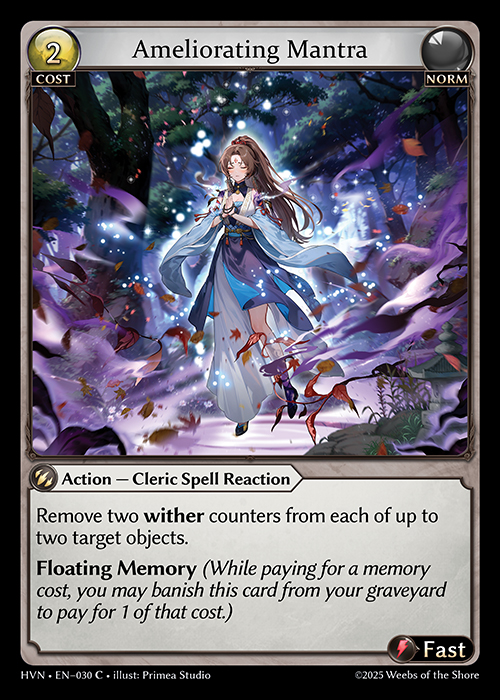 2
Ameliorating Mantra
COST
NORM
Action — Cleric Spell Reaction
Remove two wither counters from each of up to
two target objects.
Floating Memory (While paying for a memory
cost, you may banish this card from your graveyard
to pay for 1 of that cost.)
Fast
HVN • EN–030 C • illust: Primea Studio
©2025 Weebs of the Shore